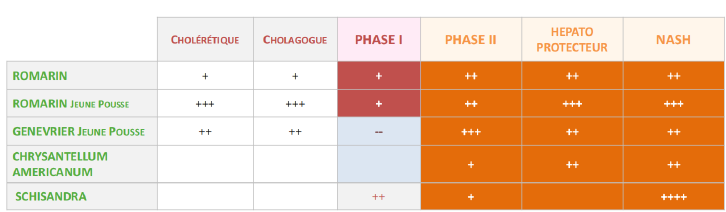 CHOLÉRÉTIQUE CHOLAGOGUE PHASE I PHASE II HEPATO PROTECTEUR NASH
ROMARIN + + + ++ ++ ++
ROMARIN JEUNE POUSSE +++ +++ + ++ +++ +++
GENEVRIER JEUNE POUSSE ++ ++ -- +++ ++ ++
CHRYSANTELLUM
AMERICANUM + ++ ++
SCHISANDRA ++ + ++++